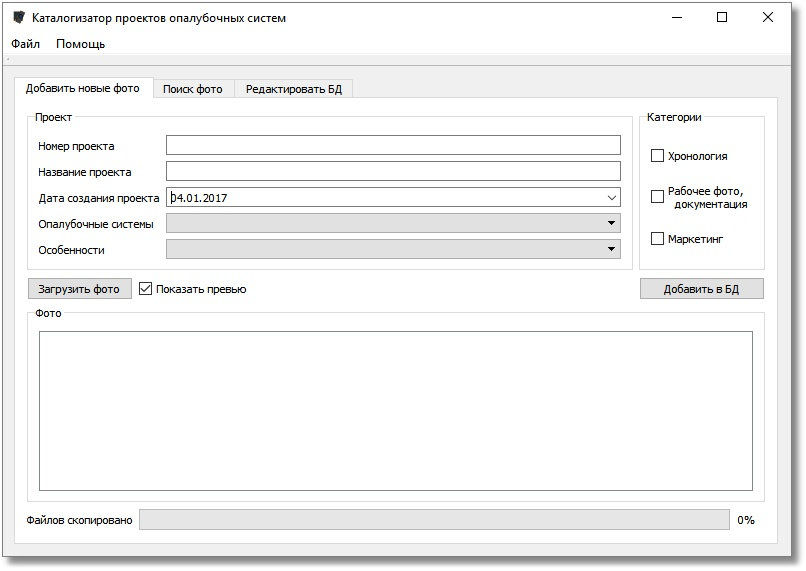 Каталогизатор проектов опалубочных систем
Файл Помощь
Добавить новые фото Поиск фото Редактировать БД
Проект
Номер проекта
Название проекта
Дата создания проекта 04.01.2017
Опалубочные системы
Особенности
Категории
Хронология
Рабочее фото,
документация
Маркетинг
Загрузить фото Показать превью Добавить в БД
Фото
Файлов скопировано 0%